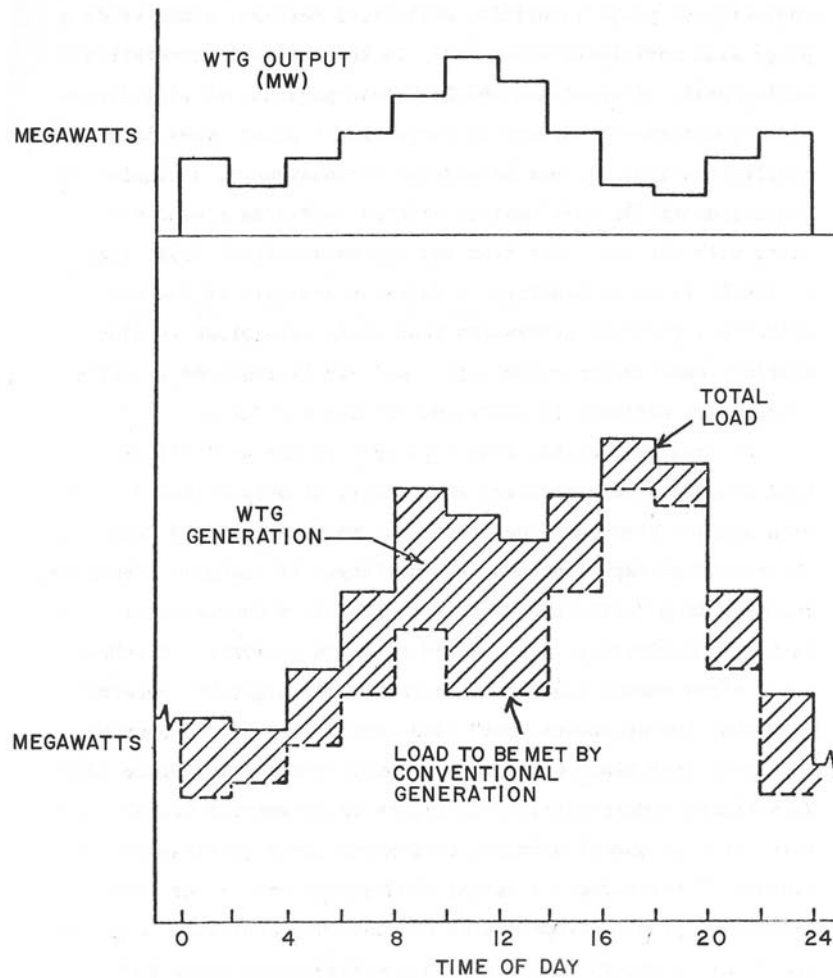 WTG OUTPUT
(MW)
MEGAWATTS
TOTAL
LOAD
WTG
GENERATION
MEGAWATTS
LOAD TO BE MET BY
CONVENTIONAL
GENERATION
0 4 8 12 16 20 24
TIME OF DAY